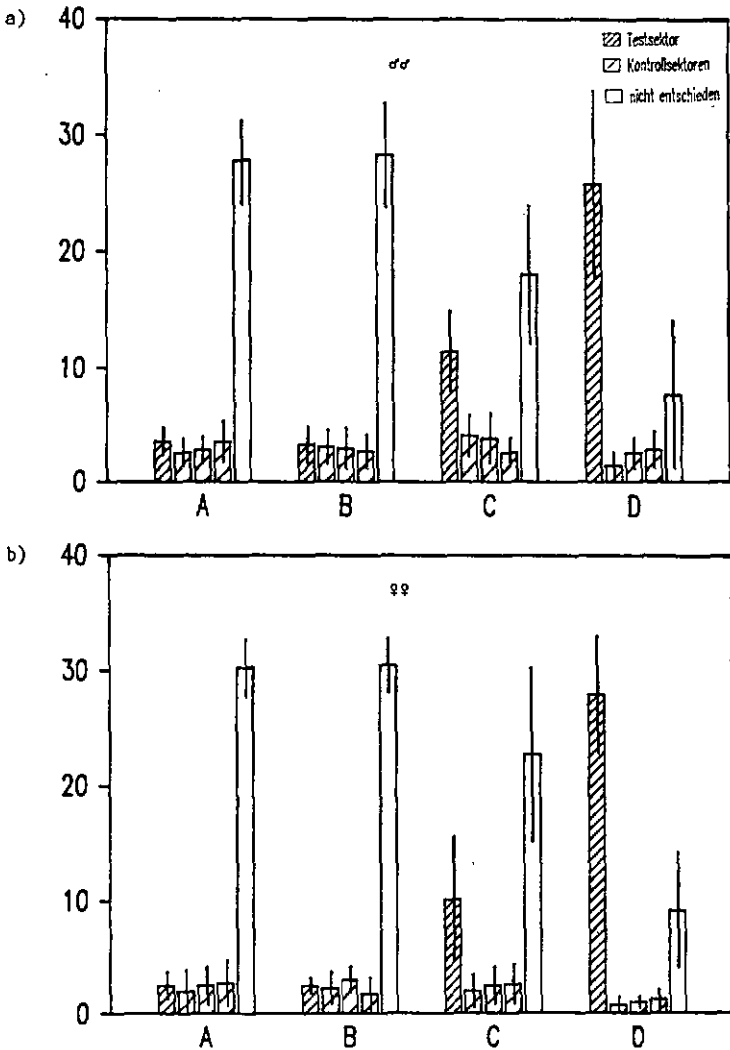 a)
40
30
20
10
0
♂♂
Testsektor
Kontrollsektoren
nicht entschieden
A B C D
b)
40
30
20
10
0
♀♀
A B C D